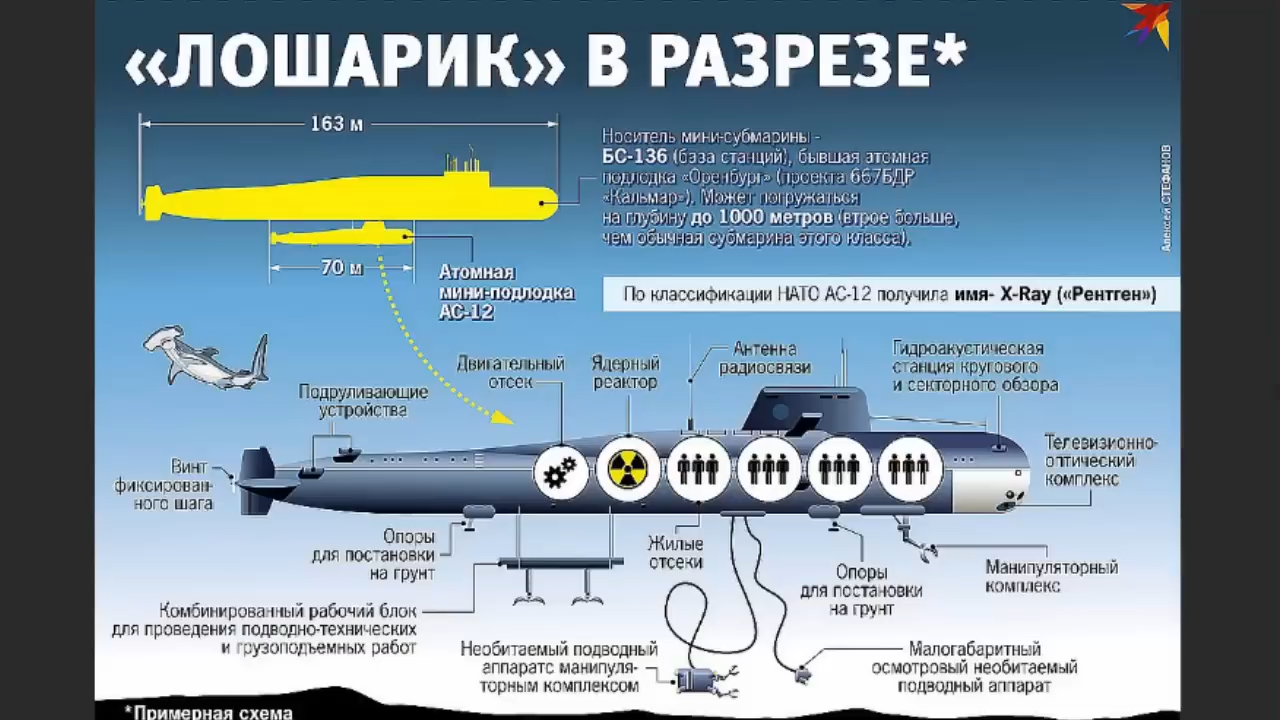 «ЛОШАРИК» В РАЗРЕЗЕ*
163 м
Носитель мини-субмарины -
БС-136 (база станций), бывшая атомная
подлодка «Оренбург» (проекта 667БДР
«Кальмар»). Может погружаться
на глубину до 1000 метров (втрое больше,
чем обычная субмарина этого класса).
Алексей СТЕФАНОВ
70 м
Атомная
мини-подлодка
АС-12
По классификации НАТО АС-12 получила имя- X-Ray («Рентген»)
Двигательный
отсек
Ядерный
реактор
Антенна
радиосвязи
Гидроакустическая
станция кругового
и секторного обзора
Подруливающие
устройства
Телевизионно-
оптический
комплекс
Винт
фиксирован-
ного шага
Опоры
для постановки
на грунт
Жилые
отсеки
Опоры
для постановки
на грунт
Манипуляторный
комплекс
Комбинированный рабочий блок
для проведения подводно-технических
и грузоподъемных работ
Необитаемый подводный
аппаратс манипуля-
торным комплексом
Малогабаритный
осмотровый необитаемый
подводный аппарат
*Примерная схема